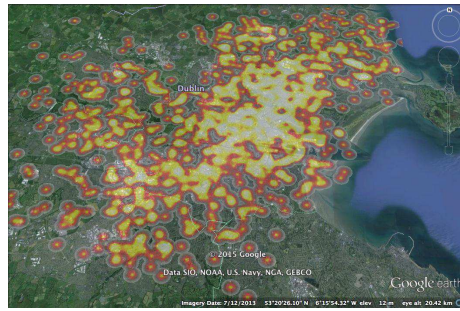 Dublin
© 2015 Google
Data SIO, NOAA, U.S. Navy, NGA, GEBCO
Google earth
Imagery Date: 7/12/2013 53°20'26.10" N 6°15'54.32" W elev 12 m eye alt 20.42 km